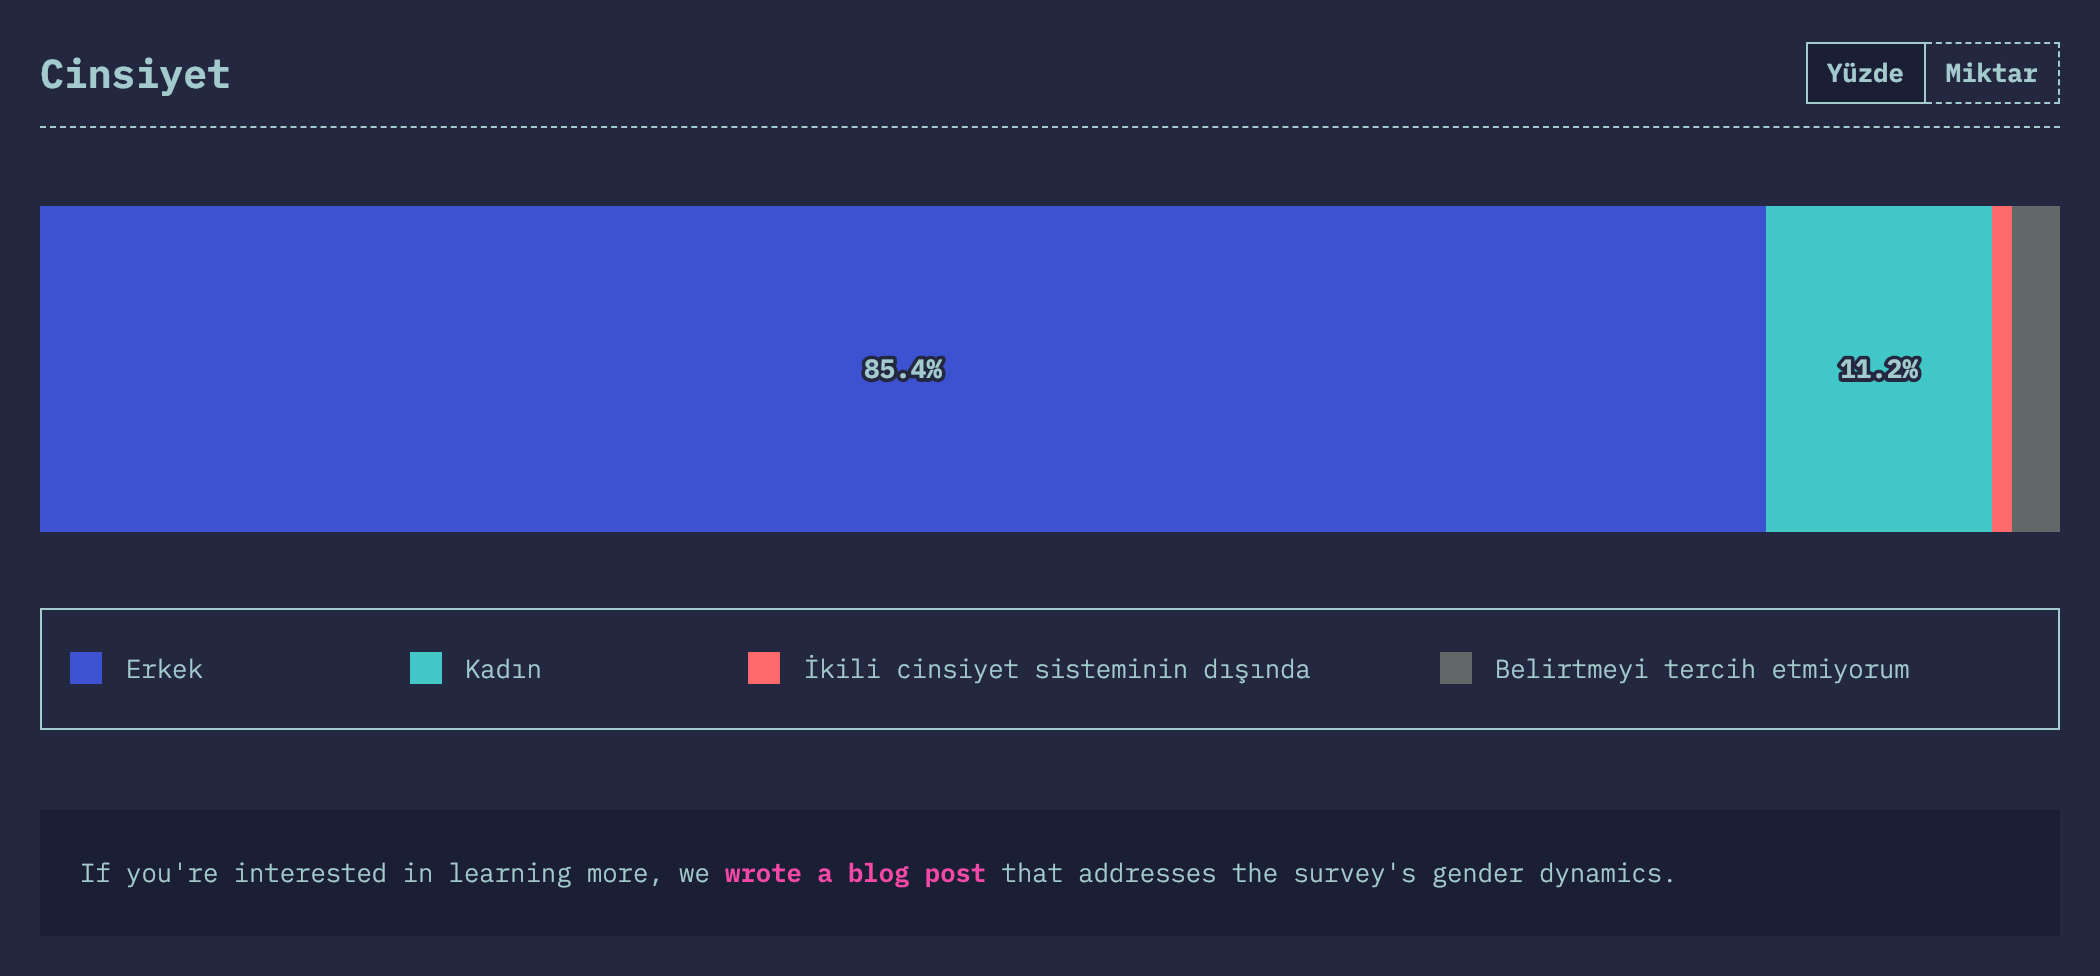 Cinsiyet
Yüzde Miktar
85.4% 11.2%
Erkek Kadın İkili cinsiyet sisteminin dışında Belirtmeyi tercih etmiyorum
If you're interested in learning more, we wrote a blog post that addresses the survey's gender dynamics.